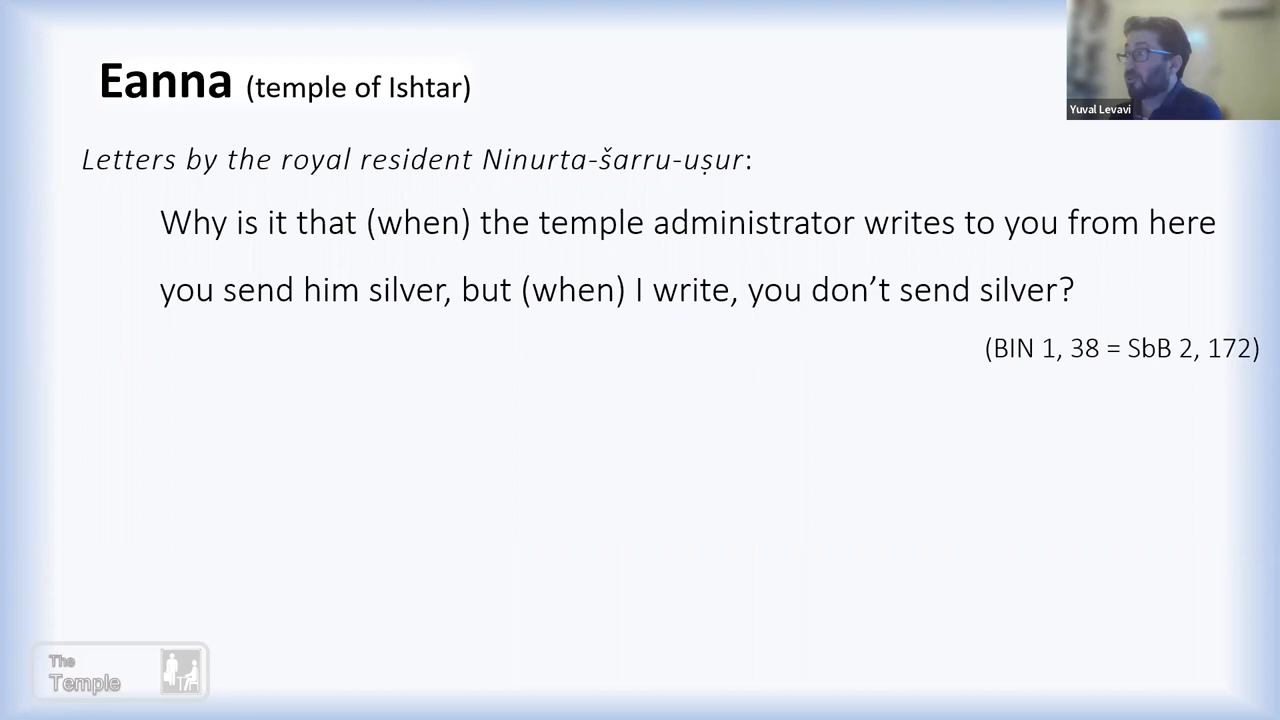 Eanna (temple of Ishtar)
Yuval Levavi
Letters by the royal resident Ninurta-šarru-uṣur:
Why is it that (when) the temple administrator writes to you from here
you send him silver, but (when) I write, you don’t send silver?
(BIN 1, 38 = SbB 2, 172)
The
Temple